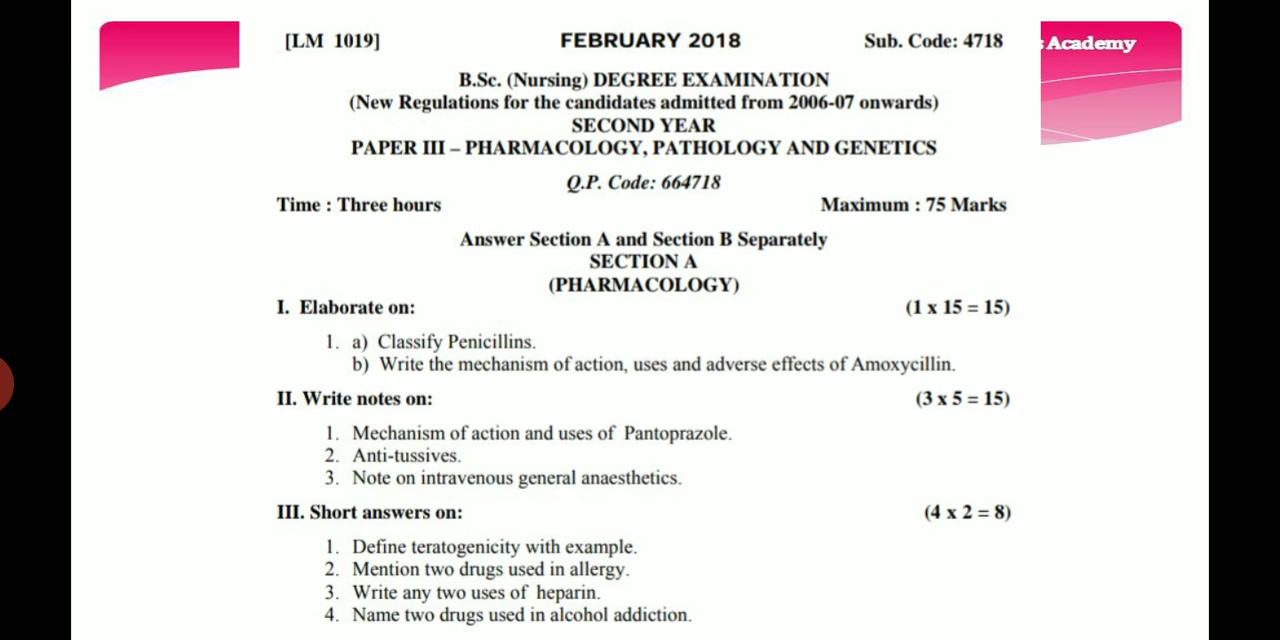 [LM 1019] FEBRUARY 2018 Sub. Code: 4718
Academy
B.Sc. (Nursing) DEGREE EXAMINATION
(New Regulations for the candidates admitted from 2006-07 onwards)
SECOND YEAR
PAPER III – PHARMACOLOGY, PATHOLOGY AND GENETICS
Q.P. Code: 664718
Time : Three hours Maximum : 75 Marks
Answer Section A and Section B Separately
SECTION A
(PHARMACOLOGY)
I. Elaborate on: (1 x 15 = 15)
1. a) Classify Penicillins.
b) Write the mechanism of action, uses and adverse effects of Amoxycillin.
II. Write notes on: (3 x 5 = 15)
1. Mechanism of action and uses of Pantoprazole.
2. Anti-tussives.
3. Note on intravenous general anaesthetics.
III. Short answers on: (4 x 2 = 8)
1. Define teratogenicity with example.
2. Mention two drugs used in allergy.
3. Write any two uses of heparin.
4. Name two drugs used in alcohol addiction.